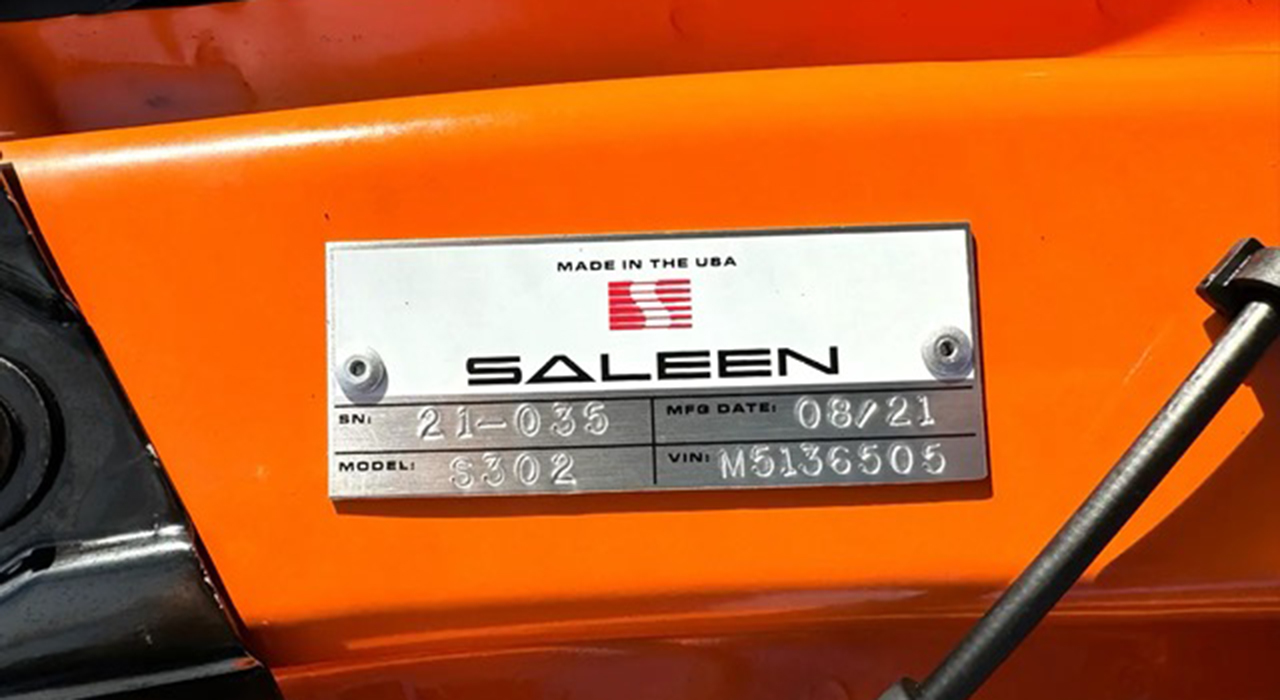 MADE IN THE USA
SALEEN
SN: 21-035 MFG DATE: 08/21
MODEL: S302 VIN: M5136505